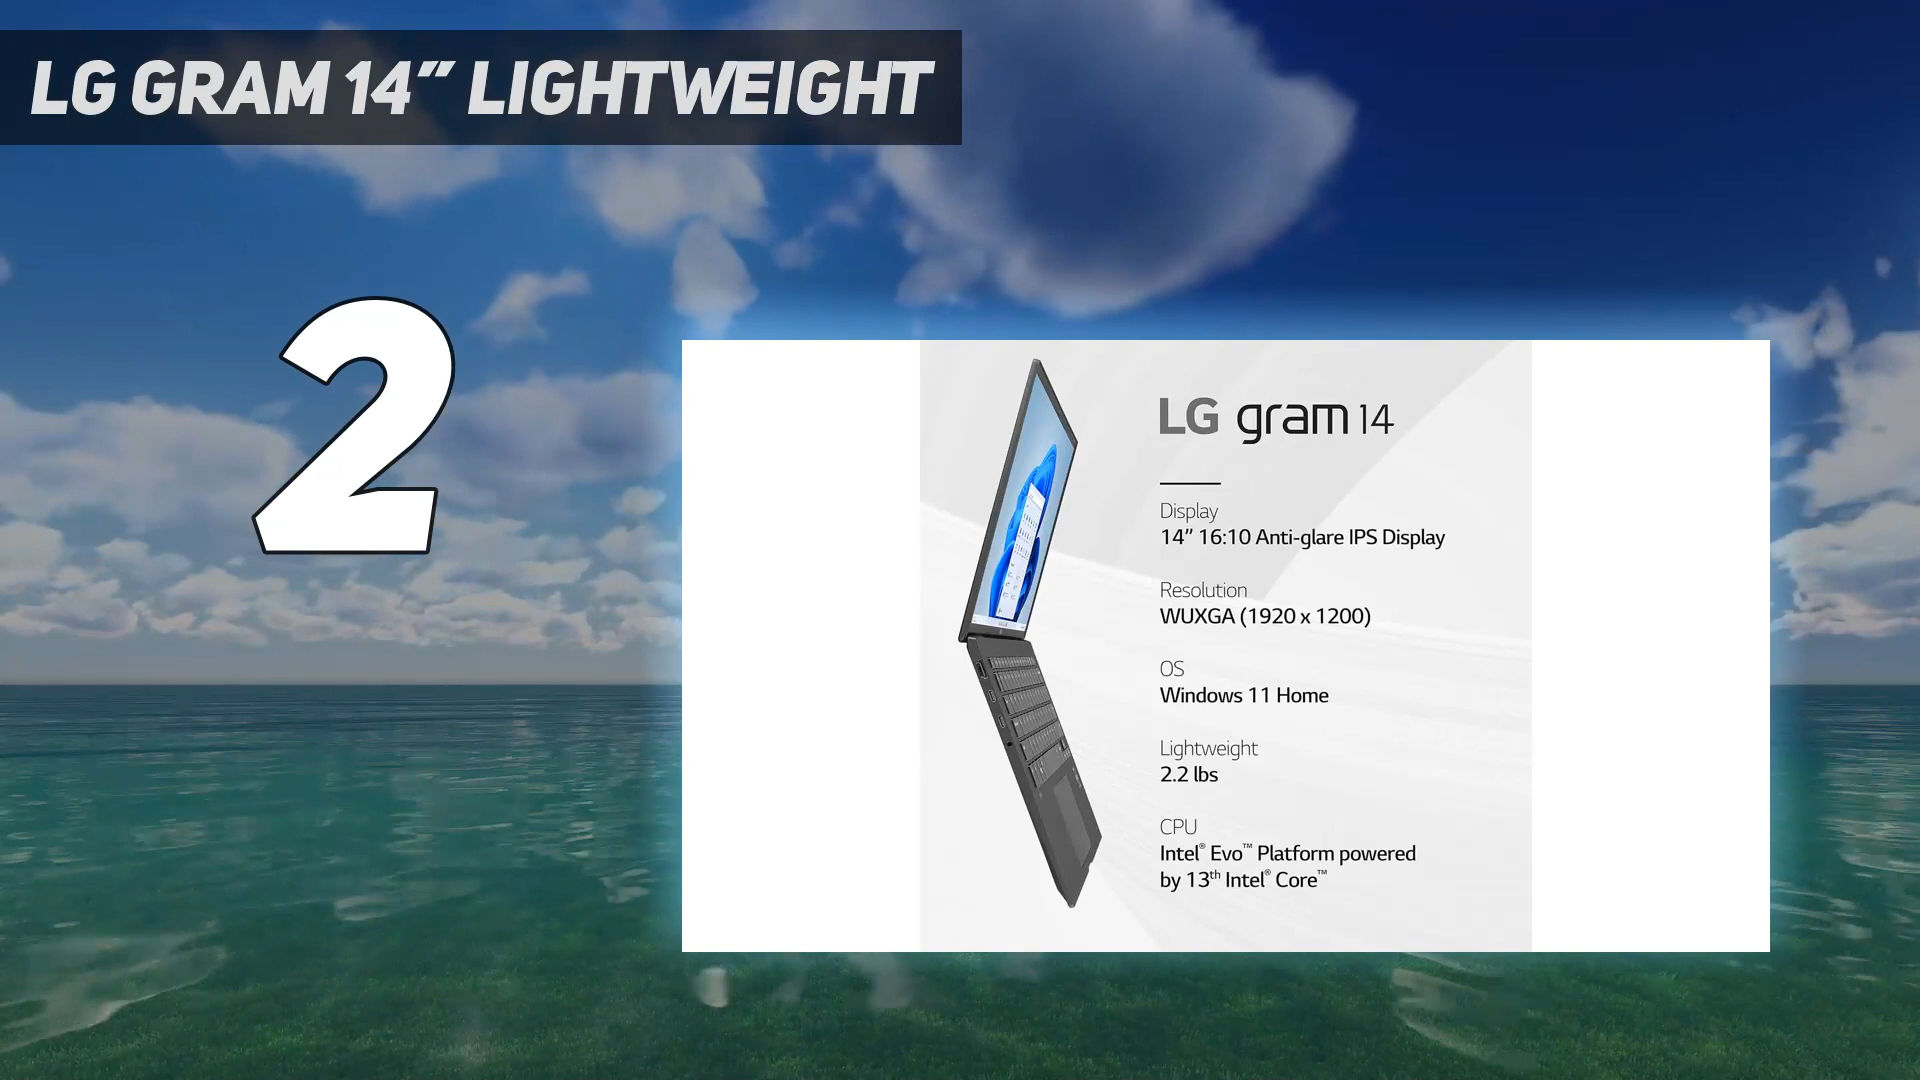 LG GRAM 14” LIGHTWEIGHT
2
LG gram 14
Display
14” 16:10 Anti-glare IPS Display
Resolution
WUXGA (1920 x 1200)
OS
Windows 11 Home
Lightweight
2.2 lbs
CPU
Intel® Evo™ Platform powered
by 13th Intel® Core™